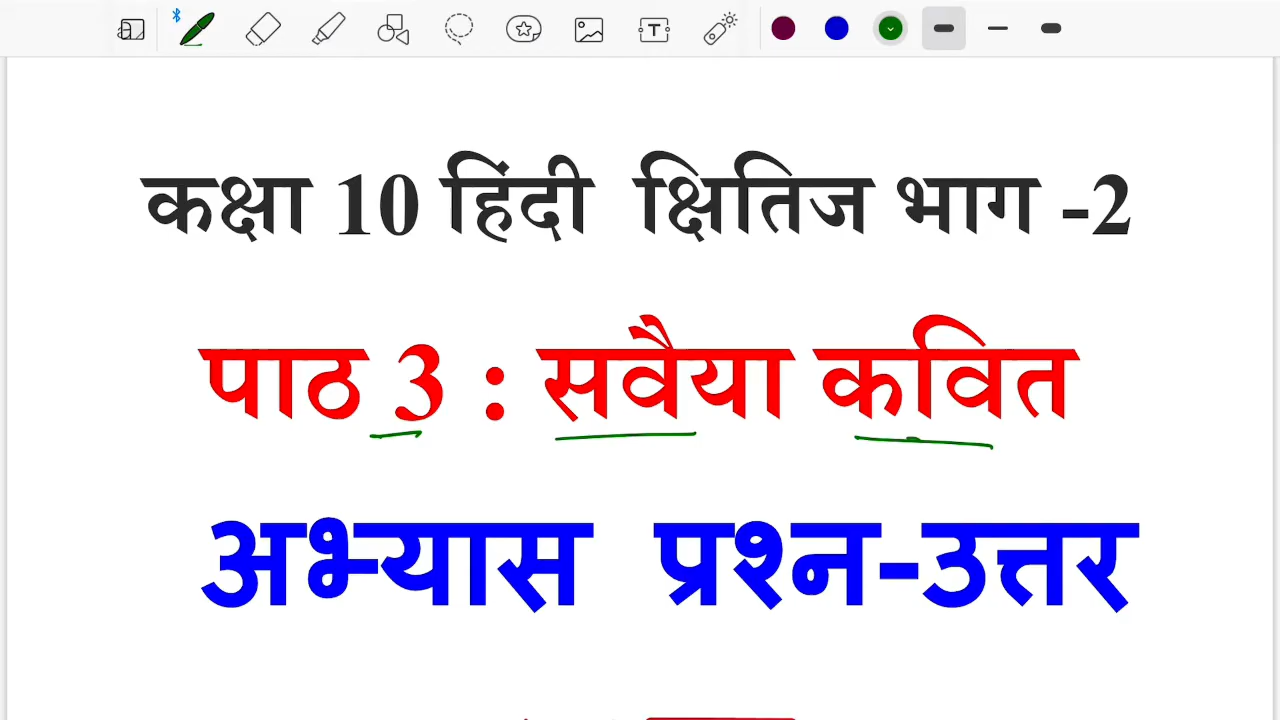 कक्षा 10 हिंदी क्षितिज भाग -2
पाठ 3 : सवैया कवित
अभ्यास प्रश्न-उत्तर